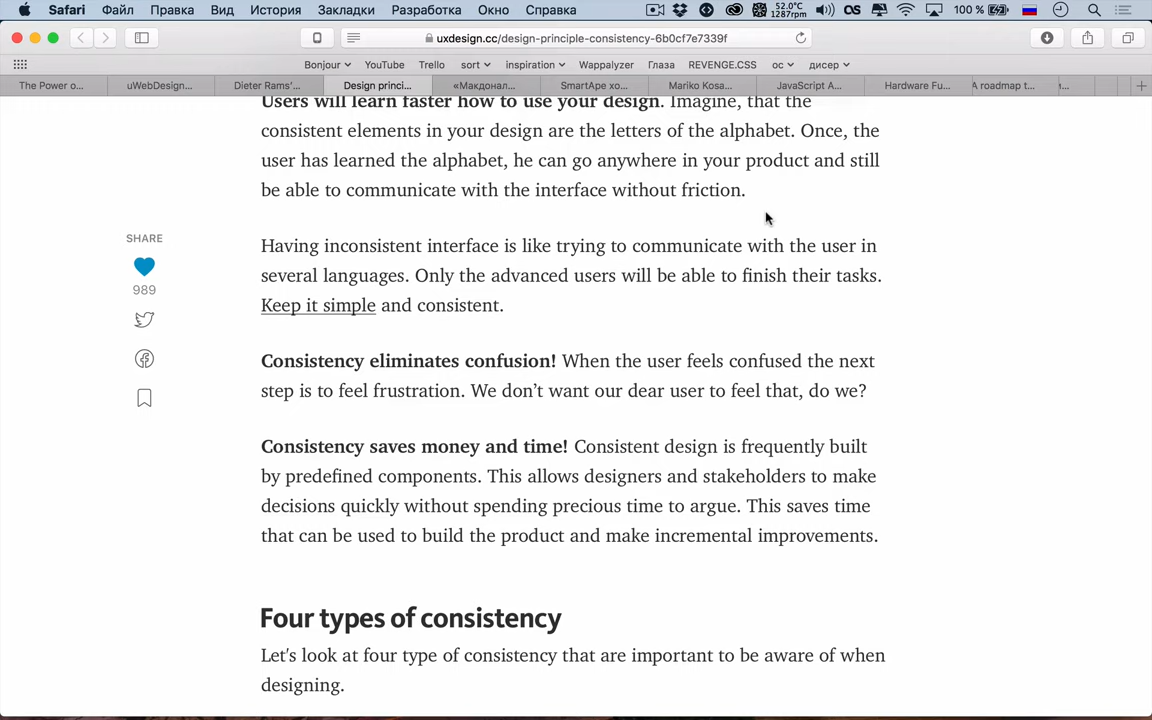 Safari Файл Правка Вид История Закладки Разработка Окно Справка 52.0°C 1287rpm 100 %
uxdesign.cc/design-principle-consistency-6b0cf7e7339f
Bonjour YouTube Trello sort inspiration Wappalyzer Глаза REVENGE.CSS ос дисер
The Power o... uWebDesign... Dieter Rams'... Design princi... «Макдонал... SmartApe хо... Mariko Kosa... JavaScript A... Hardware Fu... A roadmap t...
Users will learn faster how to use your design. Imagine, that the
consistent elements in your design are the letters of the alphabet. Once, the
user has learned the alphabet, he can go anywhere in your product and still
be able to communicate with the interface without friction.
SHARE
989
Having inconsistent interface is like trying to communicate with the user in
several languages. Only the advanced users will be able to finish their tasks.
Keep it simple and consistent.
Consistency eliminates confusion! When the user feels confused the next
step is to feel frustration. We don't want our dear user to feel that, do we?
Consistency saves money and time! Consistent design is frequently built
by predefined components. This allows designers and stakeholders to make
decisions quickly without spending precious time to argue. This saves time
that can be used to build the product and make incremental improvements.
Four types of consistency
Let's look at four type of consistency that are important to be aware of when
designing.